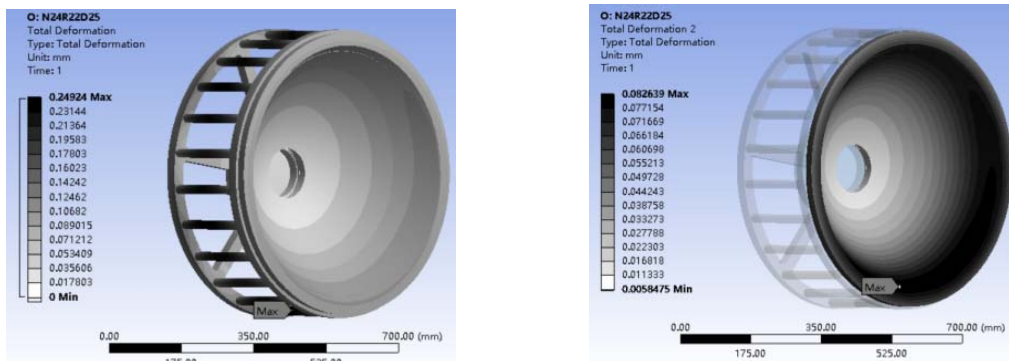 O: N24R22D25
Total Deformation
Type: Total Deformation
Unit: mm
Time: 1
0.24924 Max
0.23144
0.21364
0.19583
0.17803
0.16023
0.14242
0.12462
0.10682
0.089015
0.071212
0.053409
0.035606
0.017803
0 Min
Max
0.00
350.00
700.00 (mm)
175.00
525.00
O: N24R22D25
Total Deformation 2
Type: Total Deformation
Unit: mm
Time: 1
0.082639 Max
0.077154
0.071669
0.066184
0.060698
0.055213
0.049728
0.044243
0.038758
0.033273
0.027788
0.022303
0.016818
0.011333
0.0058475 Min
Max
0.00
350.00
700.00 (mm)
175.00
525.00